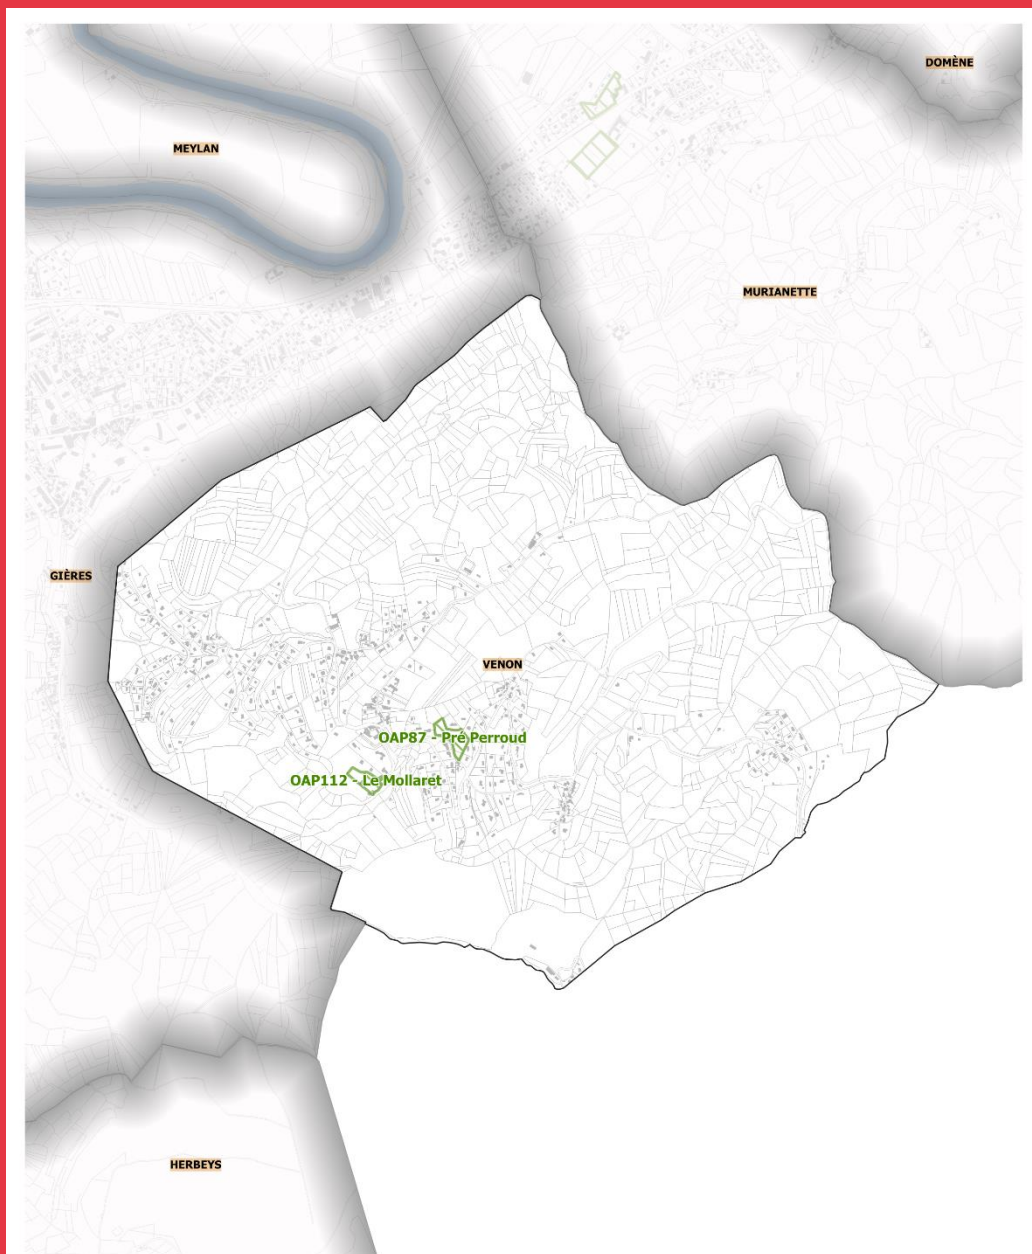 DOMÈNE
MEYLAN
MURIANETTE
GIÈRES
VENON
OAP87 - Pré Perroud
OAP112 - Le Mollaret
HERBEYS